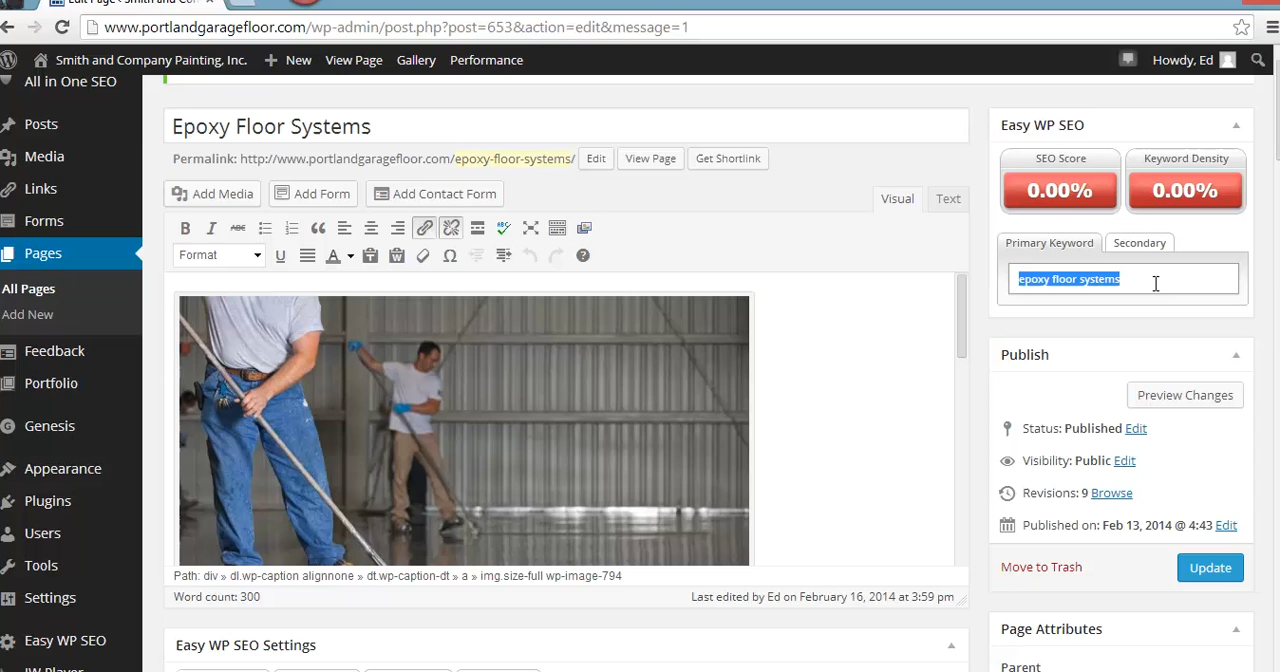 www.portlandgaragefloor.com/wp-admin/post.php?post=653&action=edit&message=1
Smith and Company Painting, Inc. New View Page Gallery Performance Howdy, Ed
All in One SEO
Posts
Media
Links
Forms
Pages
All Pages
Add New
Feedback
Portfolio
Genesis
Appearance
Plugins
Users
Tools
Settings
Easy WP SEO
Epoxy Floor Systems
Permalink: http://www.portlandgaragefloor.com/epoxy-floor-systems/ Edit View Page Get Shortlink
Add Media Add Form Add Contact Form Visual Text
B I ABC
Format U A
Path: div » dl.wp-caption alignnone » dt.wp-caption-dt » a » img.size-full wp-image-794
Word count: 300 Last edited by Ed on February 16, 2014 at 3:59 pm
Easy WP SEO Settings
Easy WP SEO
SEO Score Keyword Density
0.00% 0.00%
Primary Keyword Secondary
epoxy floor systems
Publish
Preview Changes
Status: Published Edit
Visibility: Public Edit
Revisions: 9 Browse
Published on: Feb 13, 2014 @ 4:43 Edit
Move to Trash Update
Page Attributes
Parent